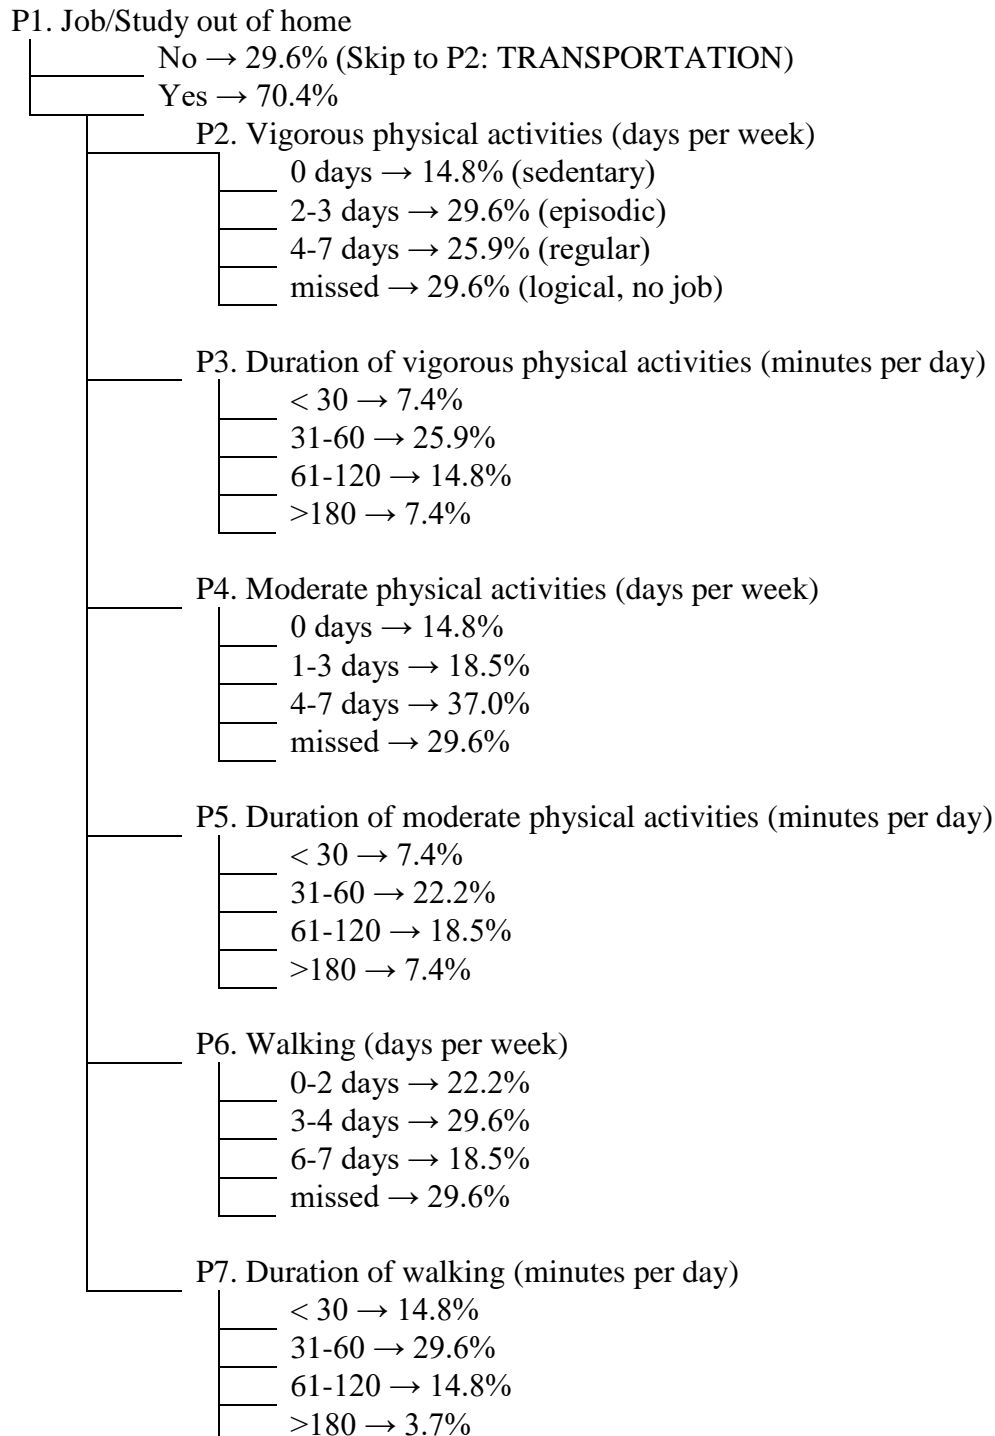 P1. Job/Study out of home
No → 29.6% (Skip to P2: TRANSPORTATION)
Yes → 70.4%
P2. Vigorous physical activities (days per week)
0 days → 14.8% (sedentary)
2-3 days → 29.6% (episodic)
4-7 days → 25.9% (regular)
missed → 29.6% (logical, no job)
P3. Duration of vigorous physical activities (minutes per day)
< 30 → 7.4%
31-60 → 25.9%
61-120 → 14.8%
>180 → 7.4%
P4. Moderate physical activities (days per week)
0 days → 14.8%
1-3 days → 18.5%
4-7 days → 37.0%
missed → 29.6%
P5. Duration of moderate physical activities (minutes per day)
< 30 → 7.4%
31-60 → 22.2%
61-120 → 18.5%
>180 → 7.4%
P6. Walking (days per week)
0-2 days → 22.2%
3-4 days → 29.6%
6-7 days → 18.5%
missed → 29.6%
P7. Duration of walking (minutes per day)
< 30 → 14.8%
31-60 → 29.6%
61-120 → 14.8%
>180 → 3.7%